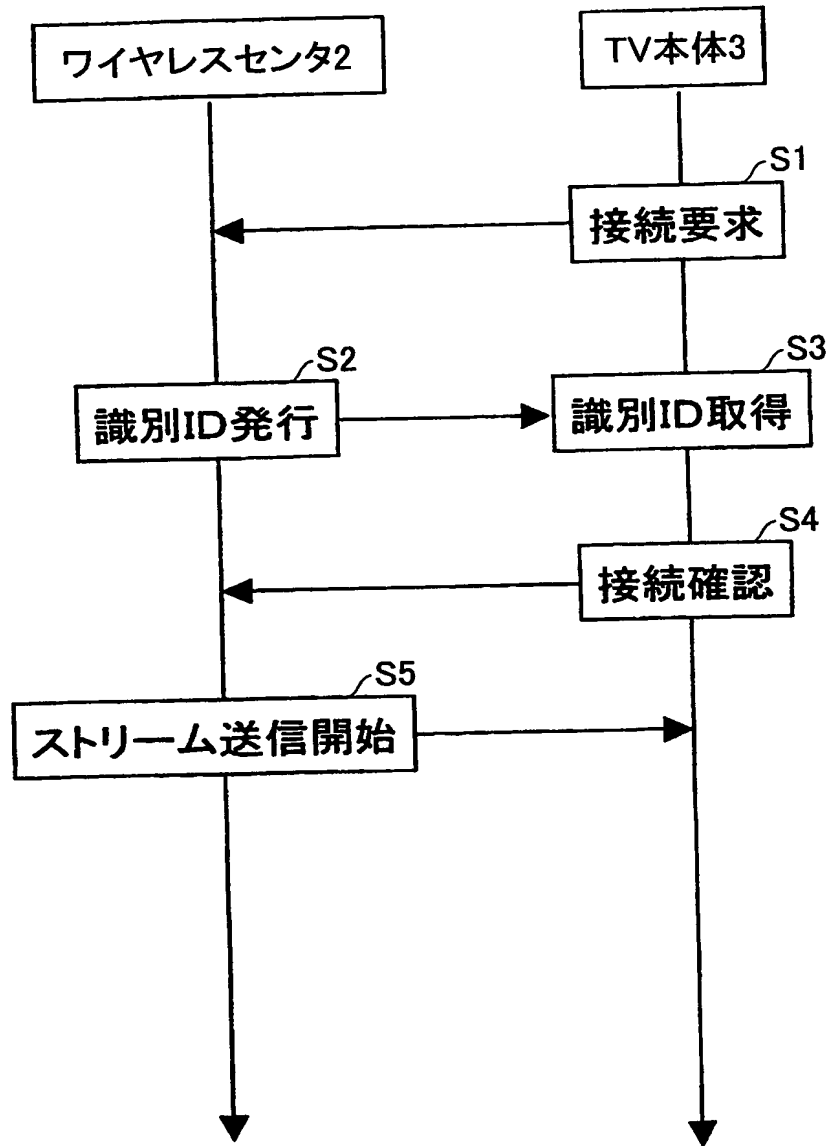 ワイヤレスセンタ2
TV本体3
S1
接続要求
S2
識別ID発行
S3
識別ID取得
S4
接続確認
S5
ストリーム送信開始